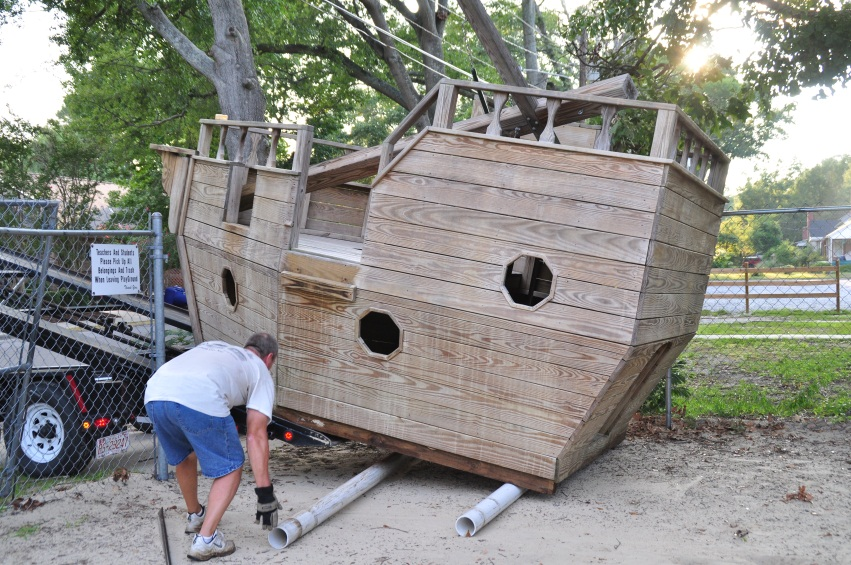 Teachers And Students
Please Pick Up All
Belongings And Trash
When Leaving PlayGround